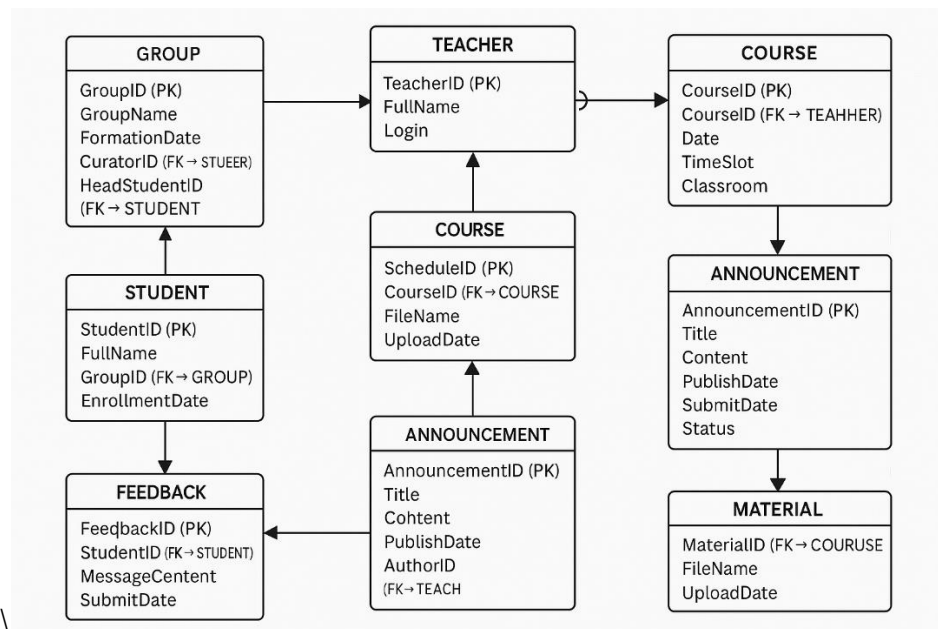 GROUP
GroupID (PK)
GroupName
FormationDate
CuratorID (FK→STUEER)
HeadStudentID
(FK→STUDENT
TEACHER
TeacherID (PK)
FullName
Login
COURSE
CourseID (PK)
CourseID (FK→TEAHHER)
Date
TimeSlot
Classroom
STUDENT
StudentID (PK)
FullName
GroupID (FK→GROUP)
EnrollmentDate
COURSE
ScheduleID (PK)
CourseID (FK→COURSE
FileName
UploadDate
ANNOUNCEMENT
AnnouncementID (PK)
Title
Content
PublishDate
SubmitDate
Status
FEEDBACK
FeedbackID (PK)
StudentID (FK→STUDENT)
MessageCentent
SubmitDate
ANNOUNCEMENT
AnnouncementID (PK)
Title
Cohtent
PublishDate
AuthorID
(FK→TEACH
MATERIAL
MaterialID (FK→COURUSE
FileName
UploadDate
\